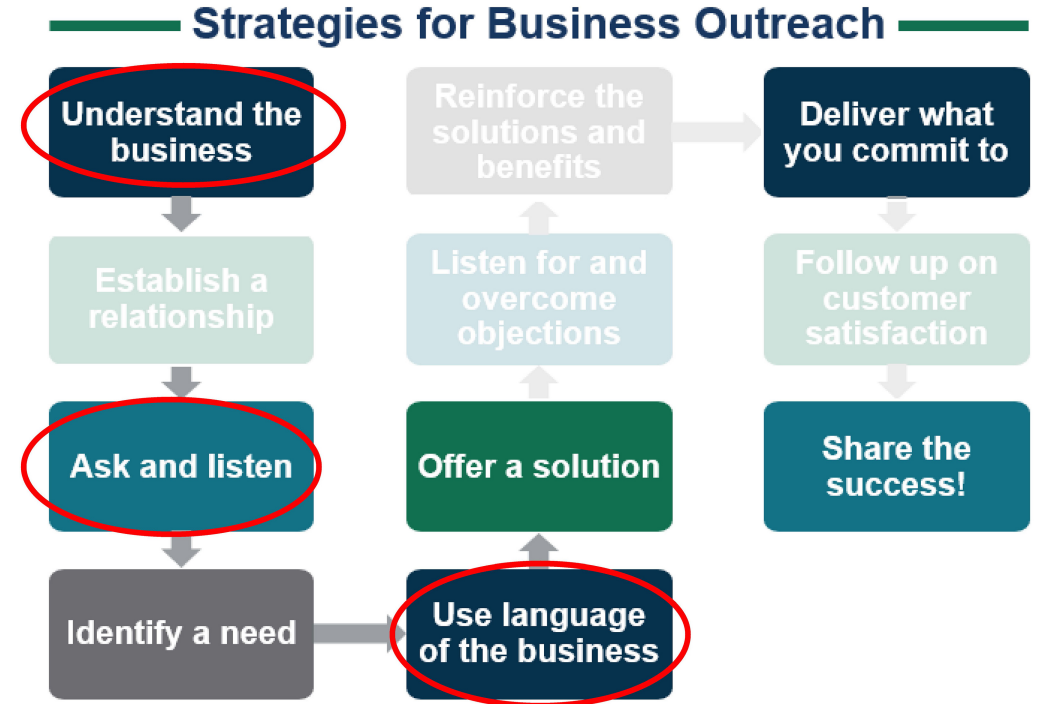 Strategies for Business Outreach
Understand the
business
Establish a
relationship
Ask and listen
Identify a need
Use language
of the business
Offer a solution
Listen for and
overcome
objections
Reinforce the
solutions and
benefits
Deliver what
you commit to
Follow up on
customer
satisfaction
Share the
success!